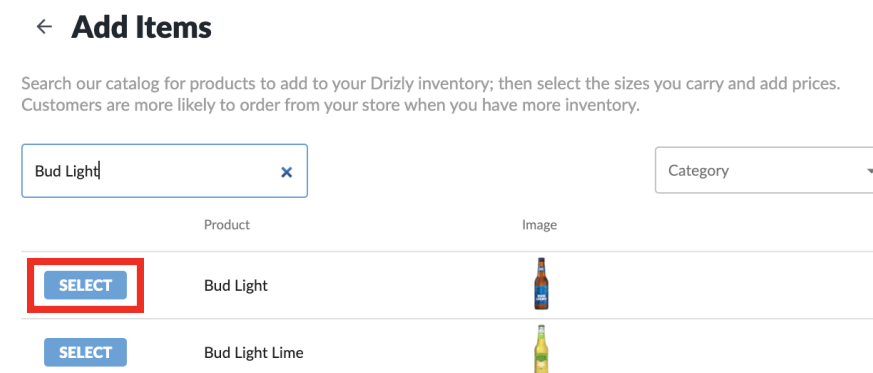 Add Items
Search our catalog for products to add to your Drizly inventory; then select the sizes you carry and add prices.
Customers are more likely to order from your store when you have more inventory.
Bud Light
Category
Product Image
SELECT Bud Light
SELECT Bud Light Lime